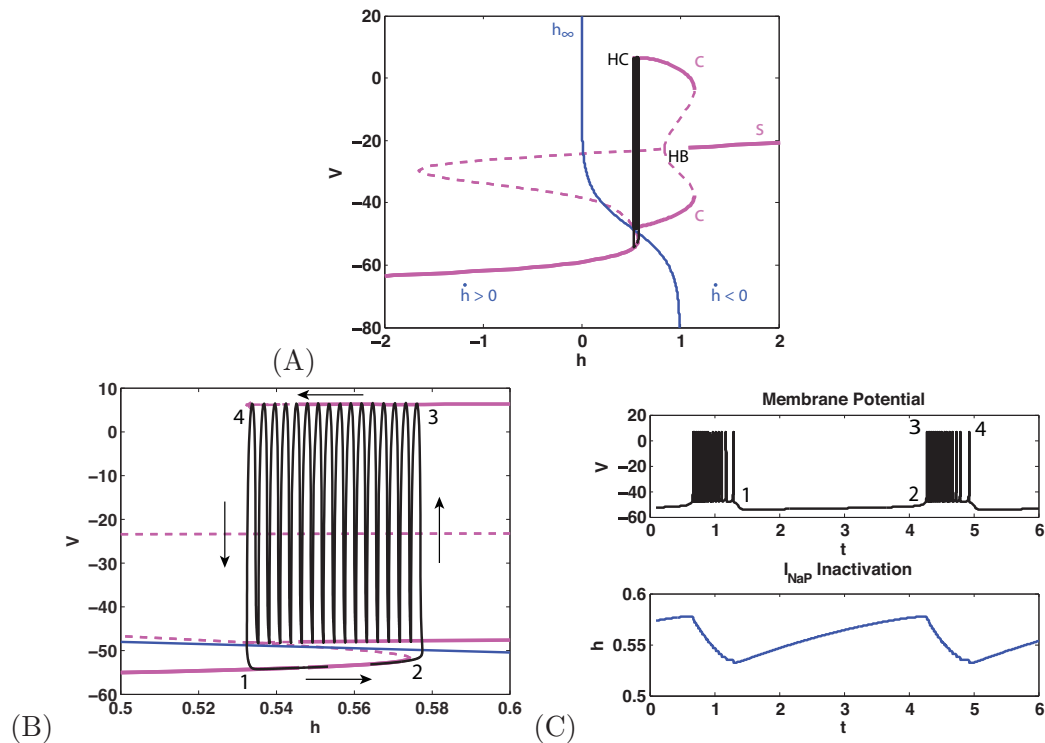 20
0
−20
−40
−60
−80
V
h∞
HC
C
S
HB
C
ḣ > 0
ḣ < 0
−2
−1
0
1
2
h
(A)
10
0
−10
−20
−30
−40
−50
−60
V
4
3
1
2
0.5
0.52
0.54
0.56
0.58
0.6
h
(B)
Membrane Potential
20
0
−20
−40
−60
V
3
4
1
2
0
1
2
3
4
5
6
t
I_NaP Inactivation
0.6
0.55
0.5
h
0
1
2
3
4
5
6
t
(C)